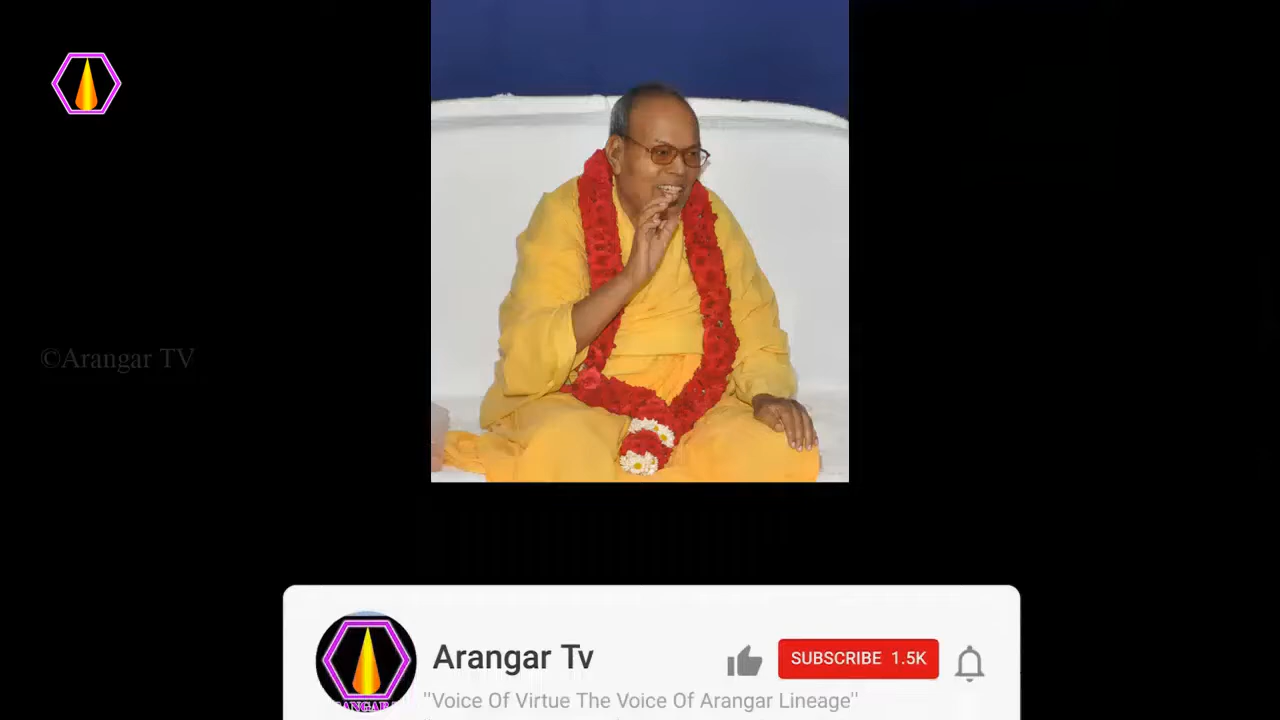 ©Arangar TV
Arangar Tv
SUBSCRIBE 1.5K
"Voice Of Virtue The Voice Of Arangar Lineage"